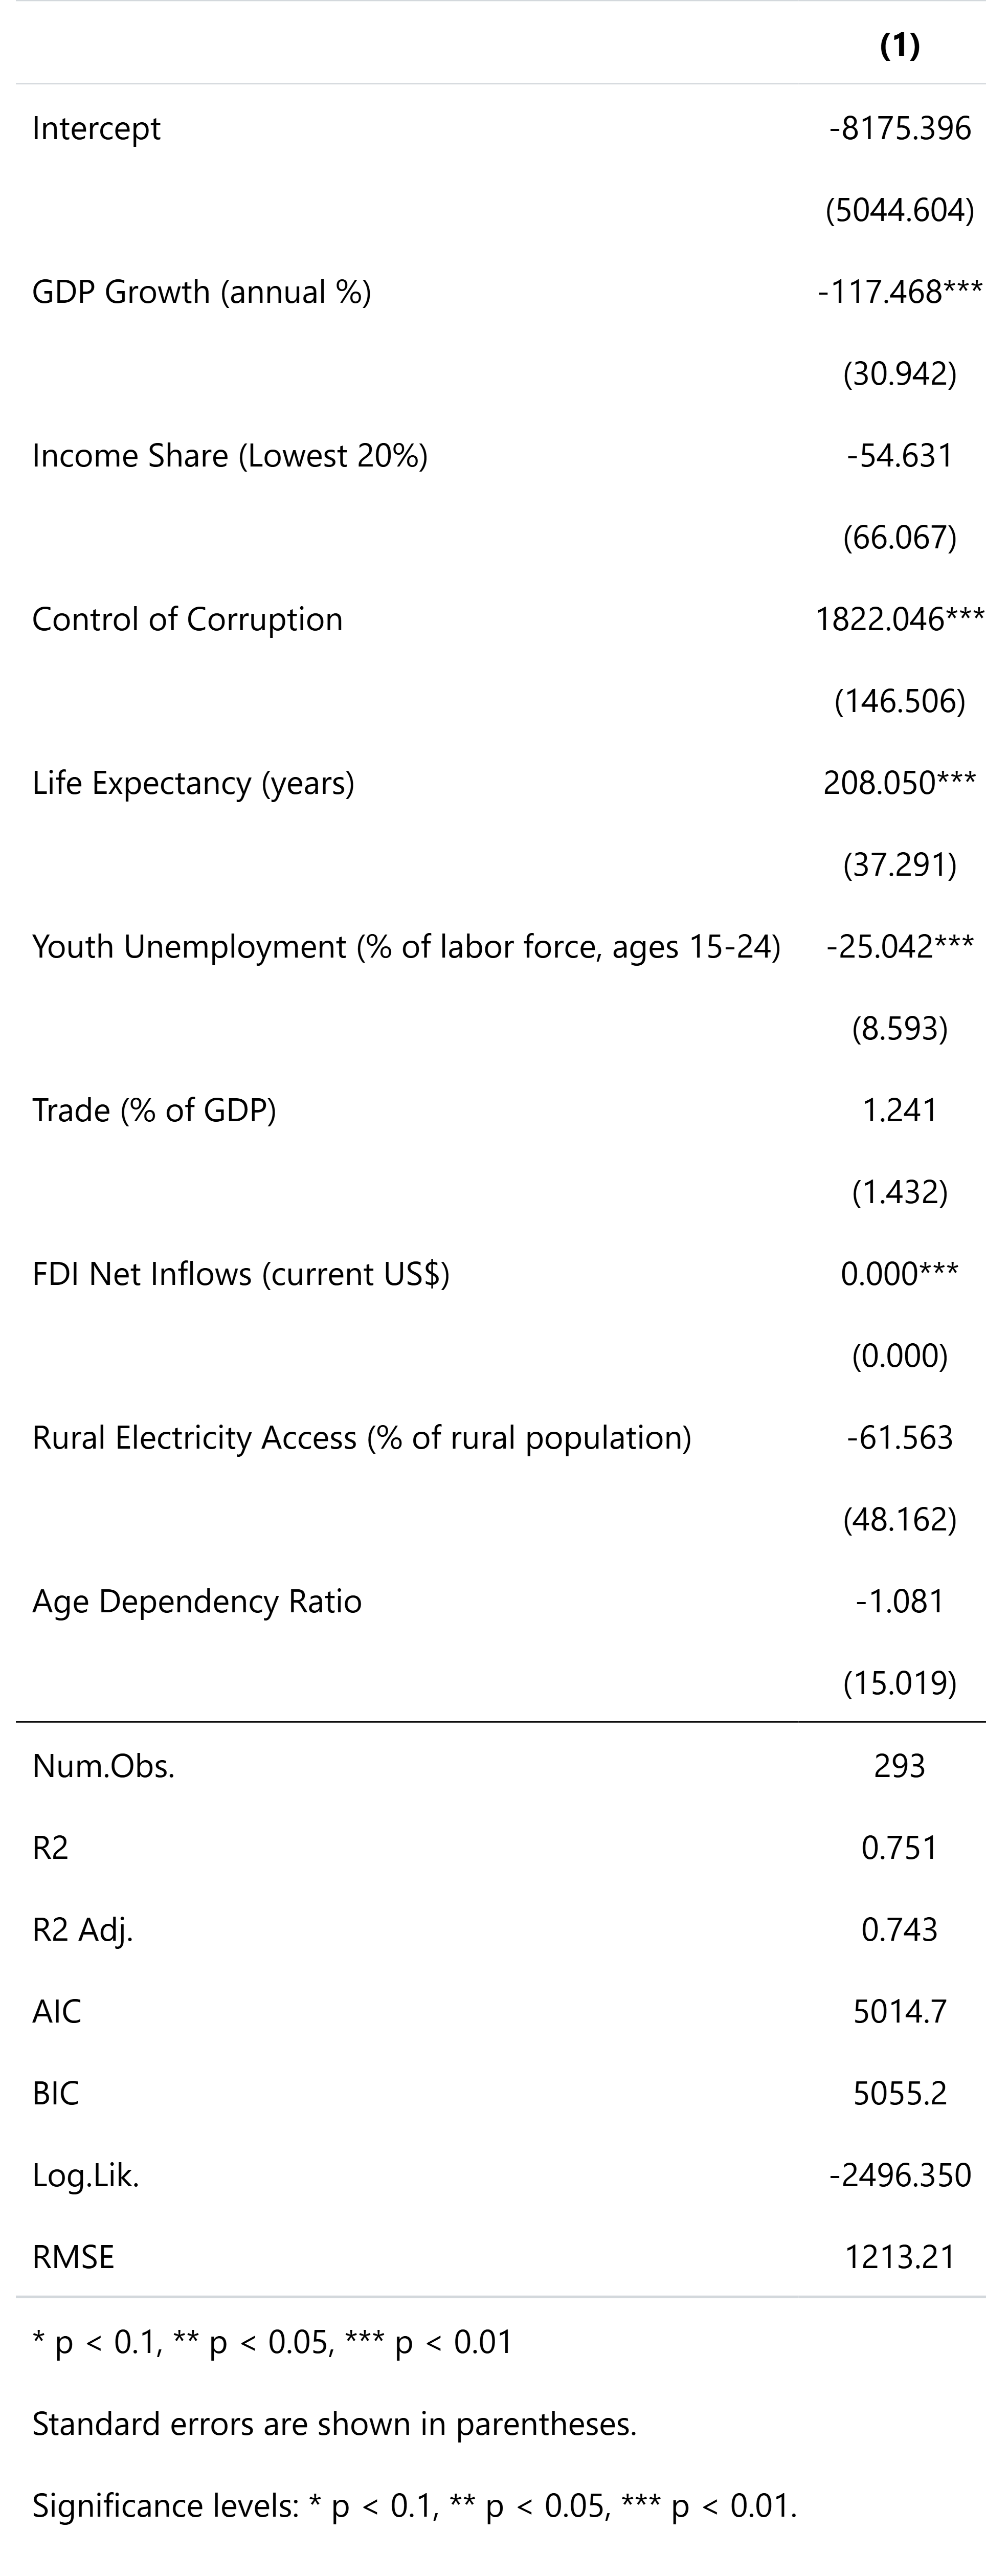 (1)
Intercept -8175.396
(5044.604)
GDP Growth (annual %) -117.468***
(30.942)
Income Share (Lowest 20%) -54.631
(66.067)
Control of Corruption 1822.046***
(146.506)
Life Expectancy (years) 208.050***
(37.291)
Youth Unemployment (% of labor force, ages 15-24) -25.042***
(8.593)
Trade (% of GDP) 1.241
(1.432)
FDI Net Inflows (current US$) 0.000***
(0.000)
Rural Electricity Access (% of rural population) -61.563
(48.162)
Age Dependency Ratio -1.081
(15.019)
Num.Obs. 293
R2 0.751
R2 Adj. 0.743
AIC 5014.7
BIC 5055.2
Log.Lik. -2496.350
RMSE 1213.21
* p < 0.1, ** p < 0.05, *** p < 0.01
Standard errors are shown in parentheses.
Significance levels: * p < 0.1, ** p < 0.05, *** p < 0.01.